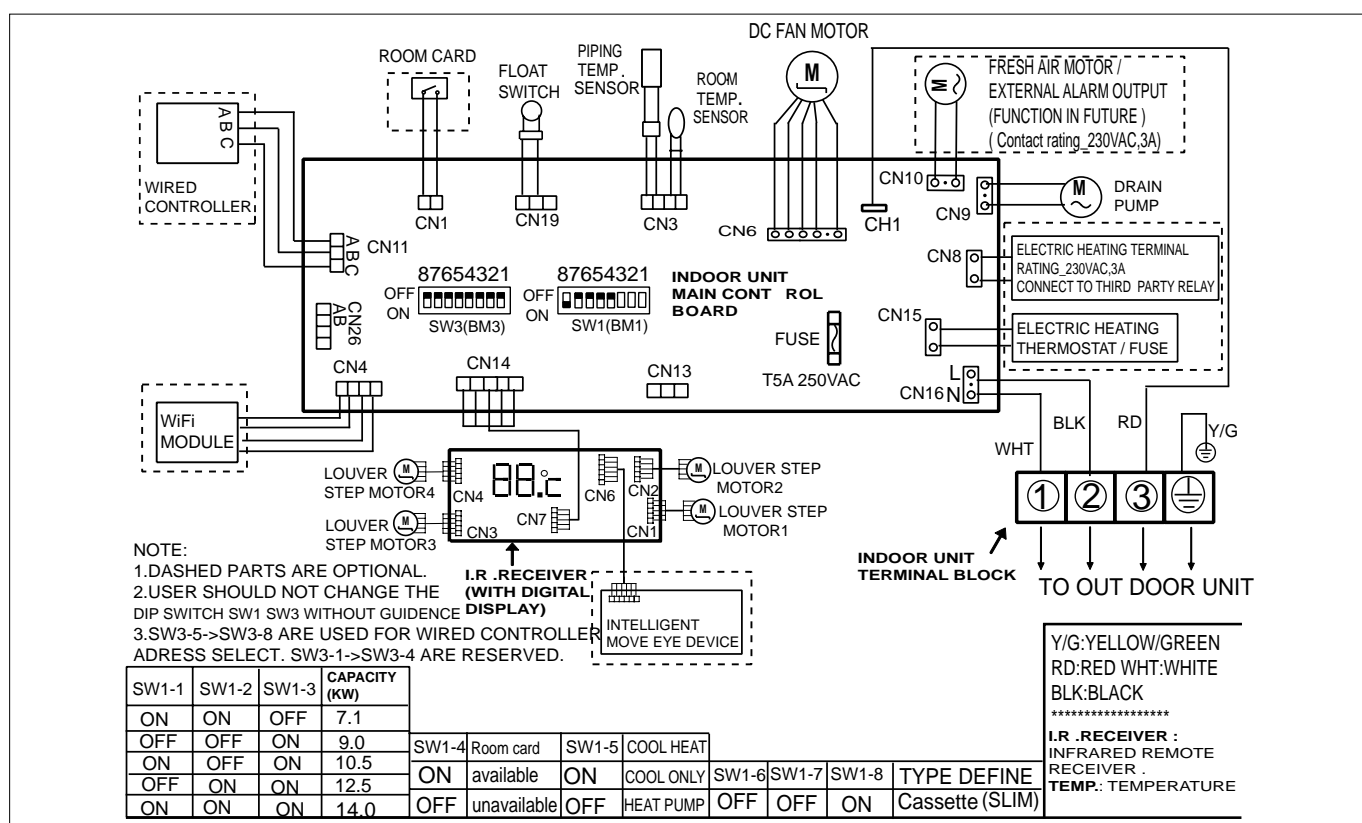 DC FAN MOTOR
ROOM CARD
FLOAT
SWITCH
PIPING
TEMP.
SENSOR
ROOM
TEMP.
SENSOR
M
M
FRESH AIR MOTOR /
EXTERNAL ALARM OUTPUT
(FUNCTION IN FUTURE )
( Contact rating_230VAC,3A)
A
B
C
WIRED
CONTROLLER
CN1
CN19
CN3
CN6
CH1
CN10
CN9
M
DRAIN
PUMP
A
B
C
CN11
CN8
ELECTRIC HEATING TERMINAL
RATING_230VAC,3A
CONNECT TO THIRD PARTY RELAY
87654321
OFF
ON
SW3(BM3)
87654321
OFF
ON
SW1(BM1)
INDOOR UNIT
MAIN CONT ROL
BOARD
CN26
AB
FUSE
T5A 250VAC
CN15
ELECTRIC HEATING
THERMOSTAT / FUSE
CN4
CN14
CN13
CN16
L
N
WiFi
MODULE
WHT
BLK
RD
Y/G
LOUVER
STEP MOTOR4
M
CN4
88.°c
CN6
CN2
M
LOUVER STEP
MOTOR2
LOUVER
STEP MOTOR3
M
CN3
CN7
CN1
M
LOUVER STEP
MOTOR1
1
2
3
INDOOR UNIT
TERMINAL BLOCK
TO OUT DOOR UNIT
I.R .RECEIVER
(WITH DIGITAL
DISPLAY)
INTELLIGENT
MOVE EYE DEVICE
NOTE:
1.DASHED PARTS ARE OPTIONAL.
2.USER SHOULD NOT CHANGE THE
DIP SWITCH SW1 SW3 WITHOUT GUIDENCE
3.SW3-5->SW3-8 ARE USED FOR WIRED CONTROLLER
ADRESS SELECT. SW3-1->SW3-4 ARE RESERVED.
SW1-1 SW1-2 SW1-3 CAPACITY (KW)
ON ON OFF 7.1
OFF OFF ON 9.0
ON OFF ON 10.5
OFF ON ON 12.5
ON ON ON 14.0
SW1-4 Room card SW1-5 COOL HEAT
ON available ON COOL ONLY SW1-6 SW1-7 SW1-8 TYPE DEFINE
OFF unavailable OFF HEAT PUMP OFF OFF ON Cassette (SLIM)
Y/G:YELLOW/GREEN
RD:RED WHT:WHITE
BLK:BLACK
******************
I.R .RECEIVER :
INFRARED REMOTE
RECEIVER .
TEMP.: TEMPERATURE